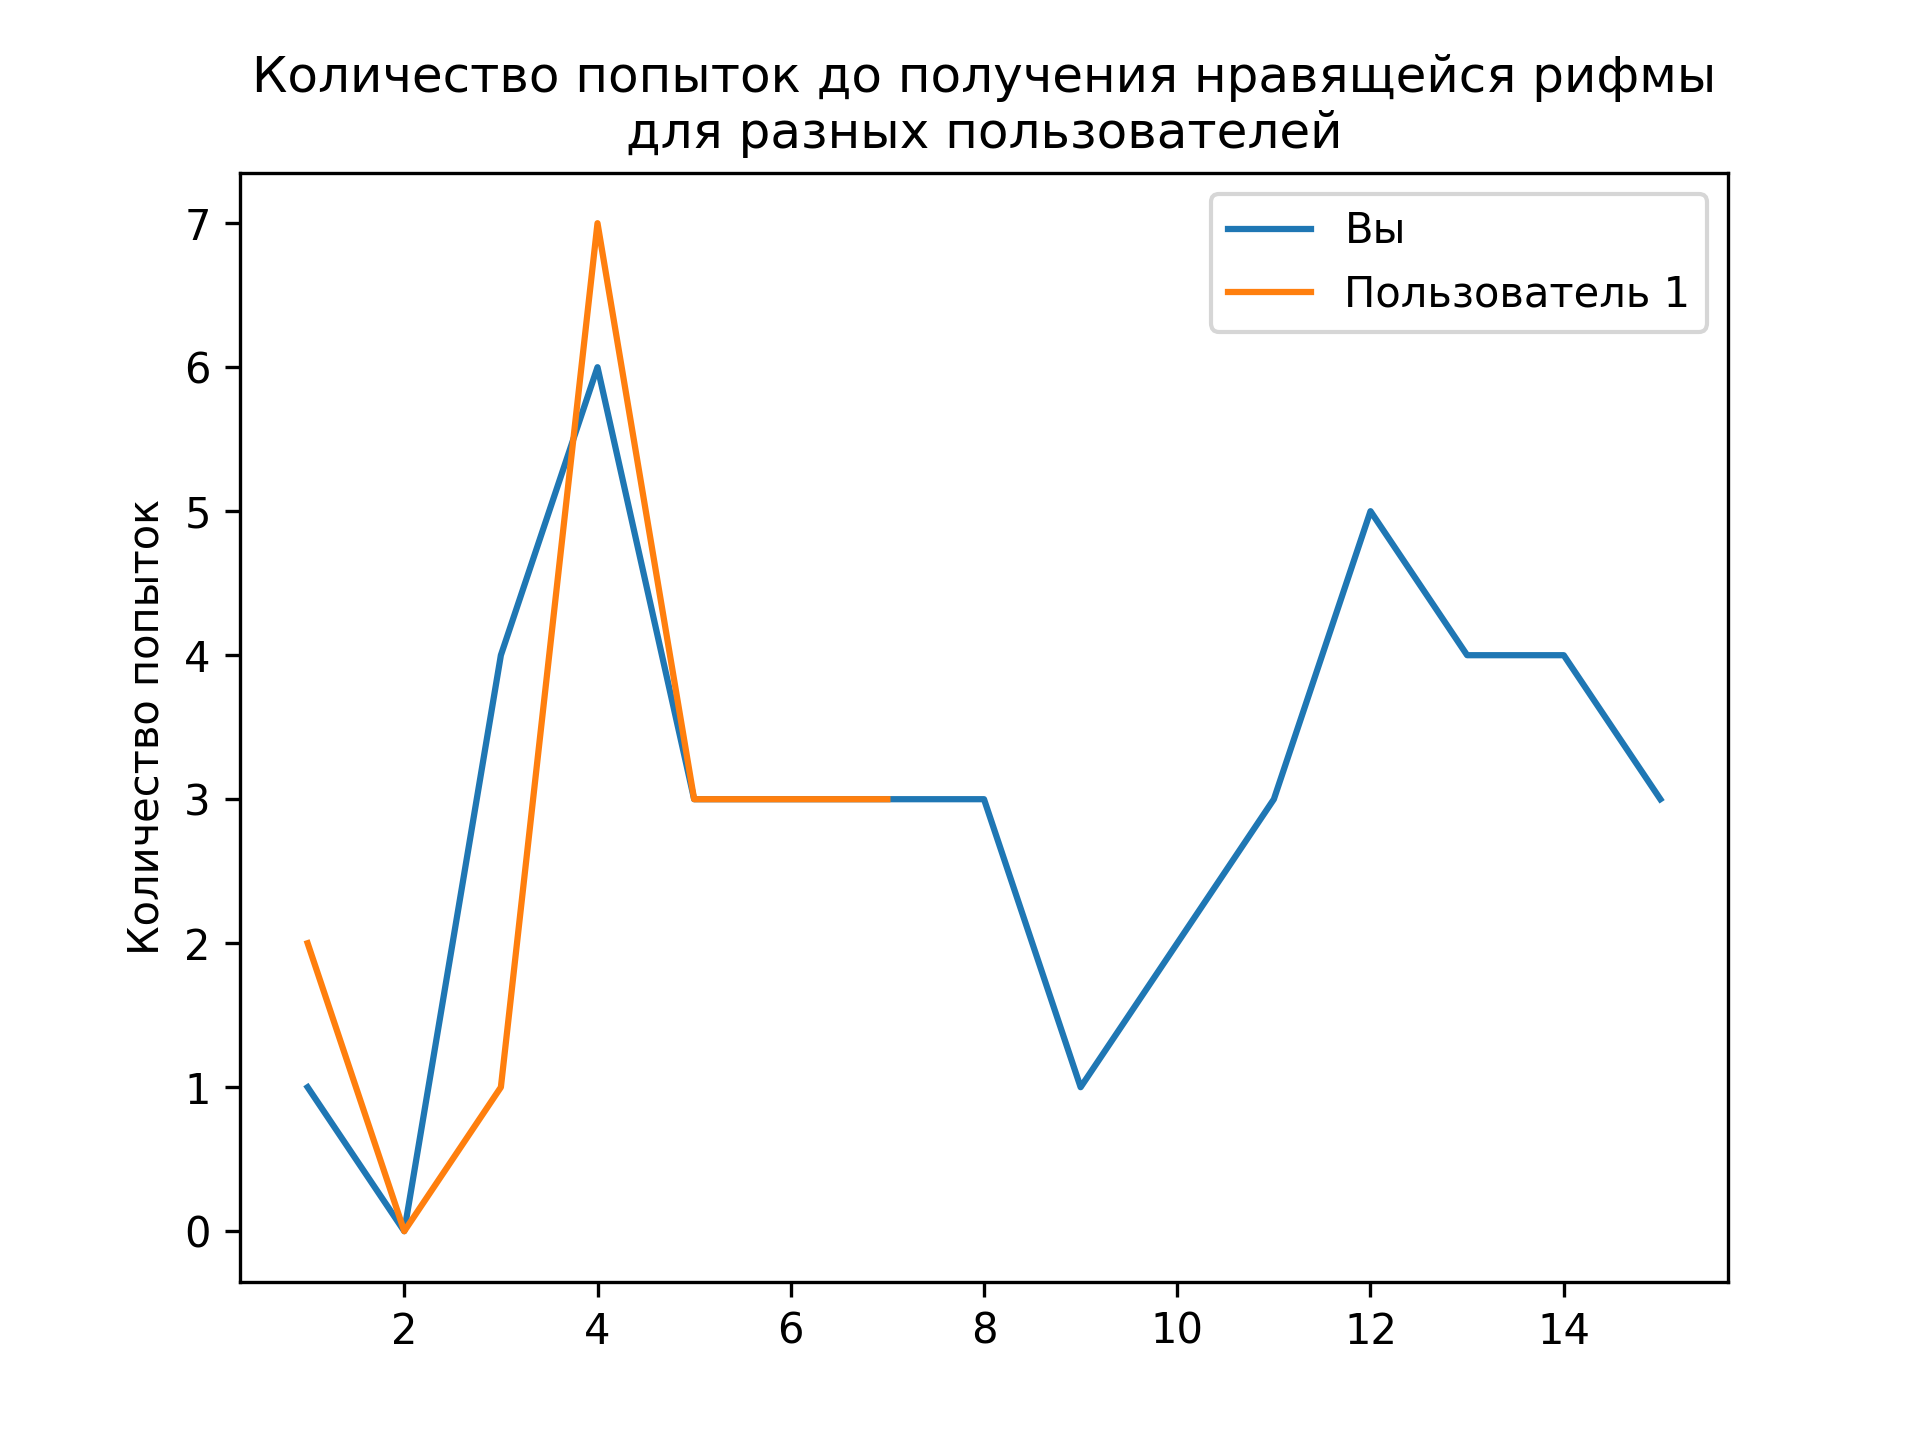 Количество попыток до получения нравящейся рифмы
для разных пользователей
Вы
Пользователь 1
Количество попыток
7
6
5
4
3
2
1
0
2 4 6 8 10 12 14